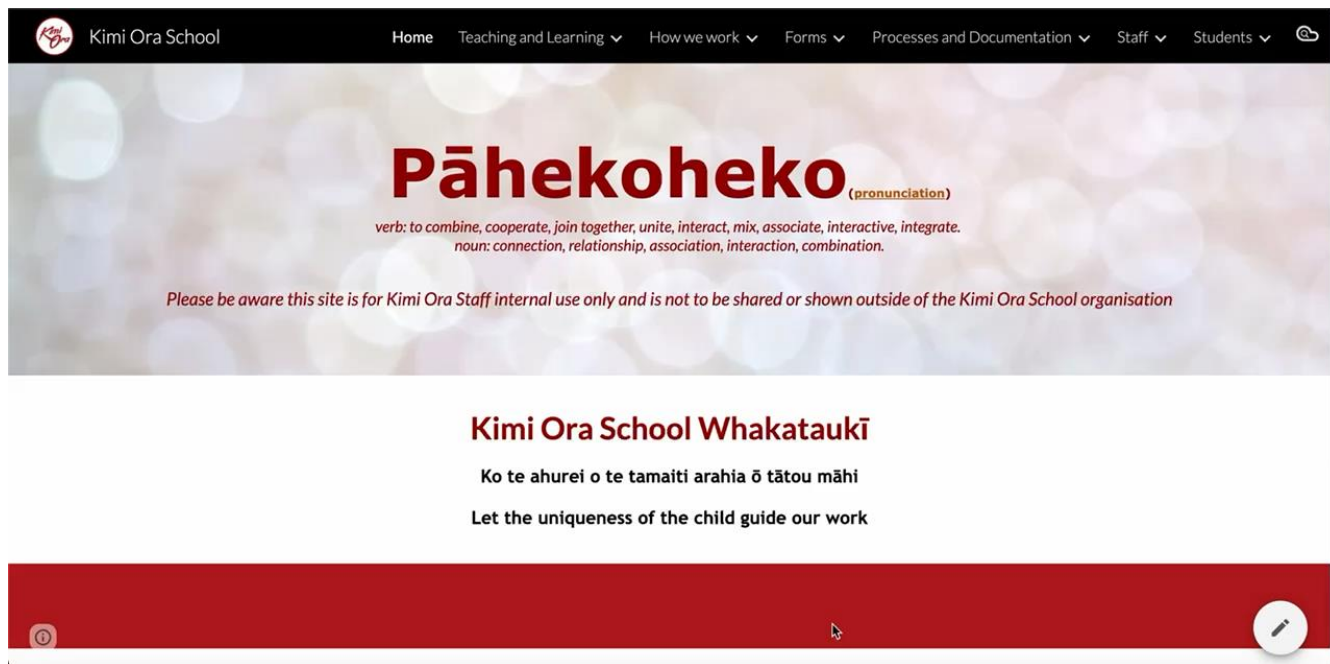 Kimi Ora
Kimi Ora School
Home Teaching and Learning How we work Forms Processes and Documentation Staff Students
Pāhekoheko (pronunciation)
verb: to combine, cooperate, join together, unite, interact, mix, associate, interactive, integrate.
noun: connection, relationship, association, interaction, combination.
Please be aware this site is for Kimi Ora Staff internal use only and is not to be shared or shown outside of the Kimi Ora School organisation
Kimi Ora School Whakataukī
Ko te ahurei o te tamaiti arahia ō tātou māhi
Let the uniqueness of the child guide our work